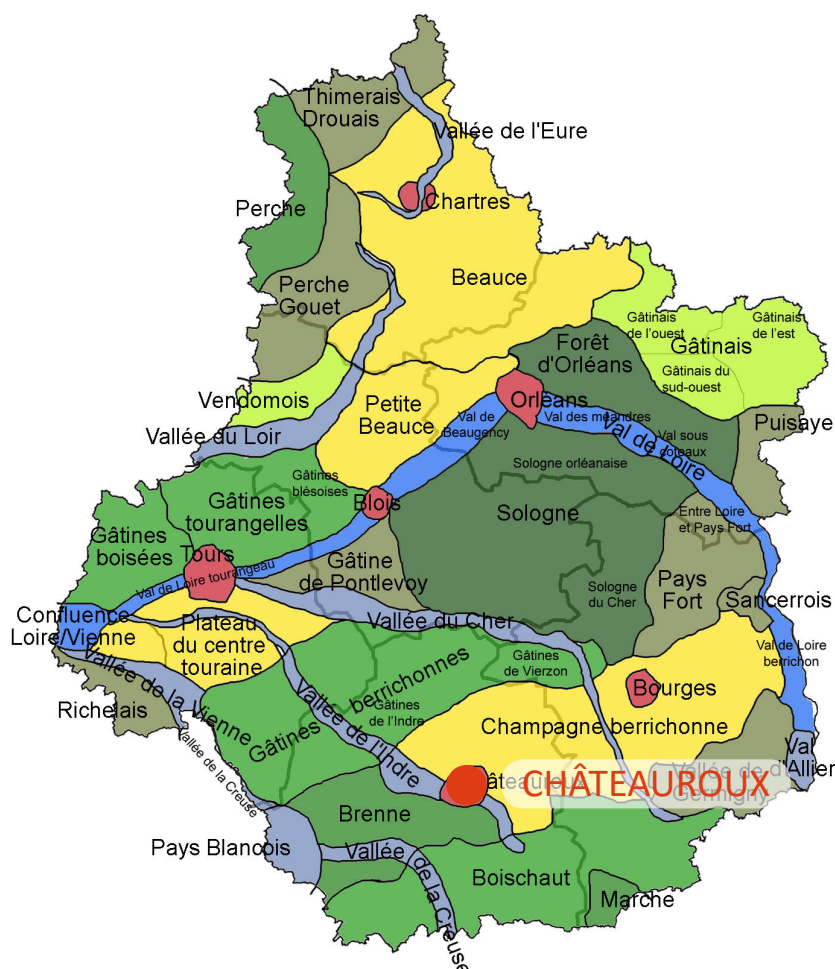 Thimerais
Drouais
Vallée de l'Eure
Chartres
Perche
Beauce
Perche
Gouet
Gâtinais
de l'ouest
Gâtinais
de l'est
Gâtinais
Gâtinais du
sud-ouest
Forêt
d'Orléans
Orléans
Vendomois
Petite
Beauce
Val de
Beaugency
Val des méandres
Val de Loire
Val sous
coteaux
Puisaye
Vallée du Loir
Sologne orléanaise
Gâtines
blésoises
Gâtines
tourangelles
Blois
Sologne
Entre Loire
et Pays Fort
Gâtines
boisées
Tours
Val de Loire tourangeau
Gâtine
de Pontlevoy
Sologne
du Cher
Pays
Fort
Sancerrois
Confluence
Loire/Vienne
Plateau
du centre
touraine
Vallée du Cher
Val de Loire
berrichon
Gâtines
de Vierzon
Richelais
Vallée de la Vienne
Gâtines berrichonnes
Gâtines
de l'Indre
Vallée de l'Indre
Bourges
Champagne berrichonne
Vallée de la Creuse
Val
d'Allier
Vallée de
Germigny
CHÂTEAUROUX
Brenne
Pays Blancois
Vallée de la Creuse
Boischaut
Marche